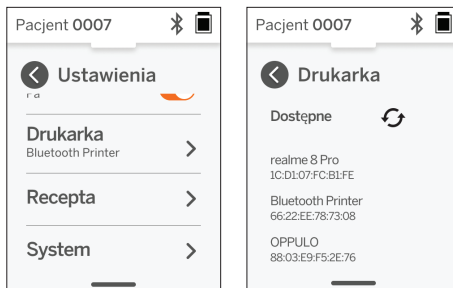 Pacjent 0007
Ustawienia
Pa
Drukarka
Bluetooth Printer
Recepta
System
Pacjent 0007
Drukarka
Dostępne
realme 8 Pro
1C:D1:07:FC:B1:FE
Bluetooth Printer
66:22:EE:78:73:08
OPPULO
88:03:E9:F5:2E:76